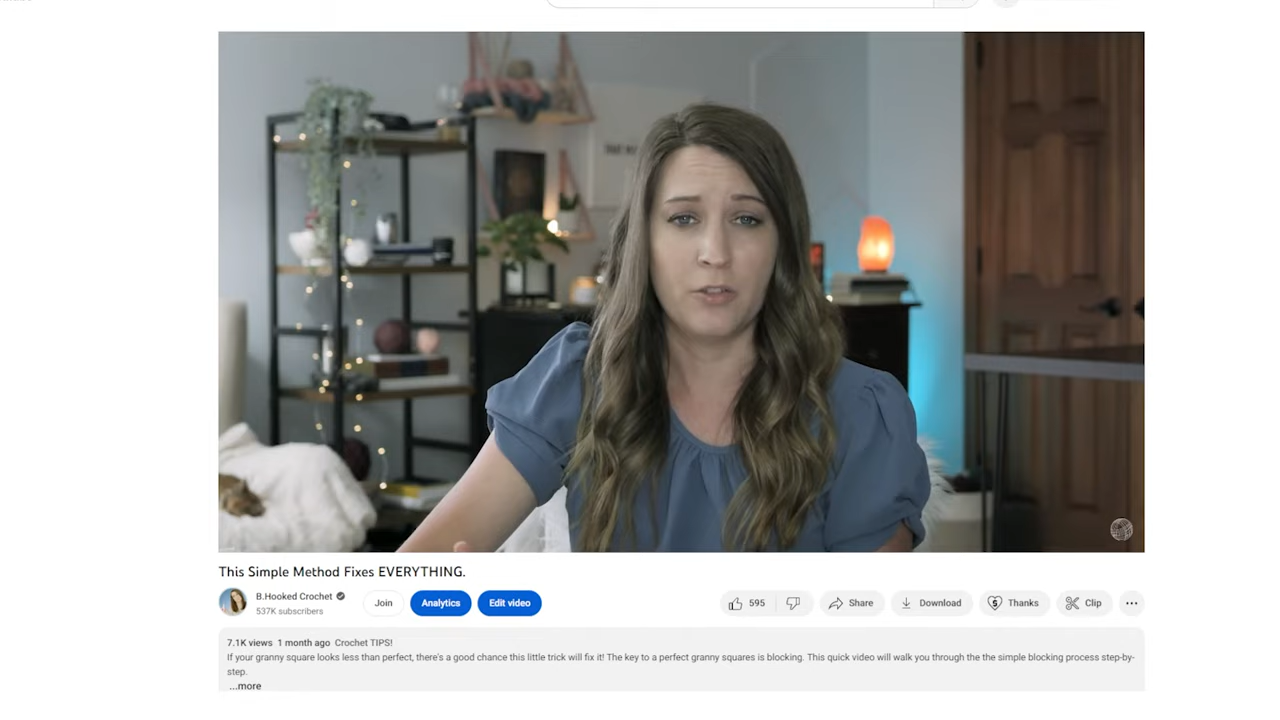 This Simple Method Fixes EVERYTHING.
B.Hooked Crochet
537K subscribers
Join
Analytics
Edit video
595
Share
Download
Thanks
Clip
7.1K views 1 month ago Crochet TIPS!
If your granny square looks less than perfect, there's a good chance this little trick will fix it! The key to a perfect granny squares is blocking. This quick video will walk you through the the simple blocking process step-by-
step.
...more